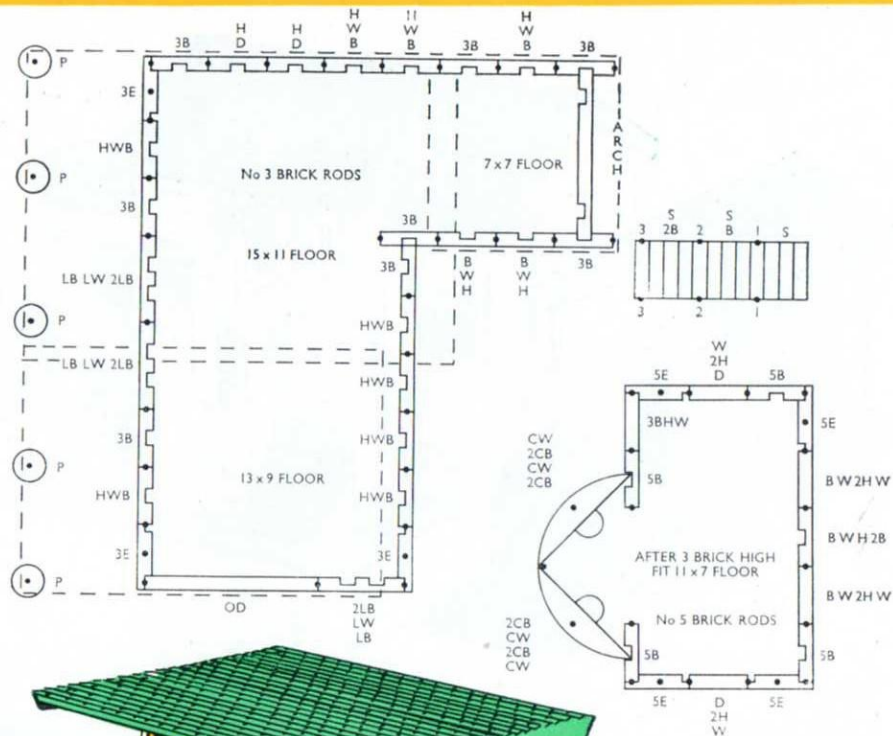 3B
H
D
H
D
H
W
B
H
W
B
3B
H
W
B
3B
P
3E
HWB
P
3B
No 3 BRICK RODS
7 x 7 FLOOR
ARCH
15 x 11 FLOOR
3B
3B
B
W
H
B
W
H
3B
3 S 2B 2 S B 1 S
3 2 1
LB LW 2LB
P
HWB
LB LW 2LB
HWB
3B
HWB
P
13 x 9 FLOOR
HWB
HWB
3E
3E
P
OD
2LB
LW
LB
W
2H
D
5E
5B
3BHW
5E
CW
2CB
CW
2CB
5B
B W 2H W
B W H 2B
AFTER 3 BRICK HIGH
FIT 11 x 7 FLOOR
B W 2H W
No 5 BRICK RODS
2CB
CW
2CB
CW
5B
5B
5E
D
2H
W
5E